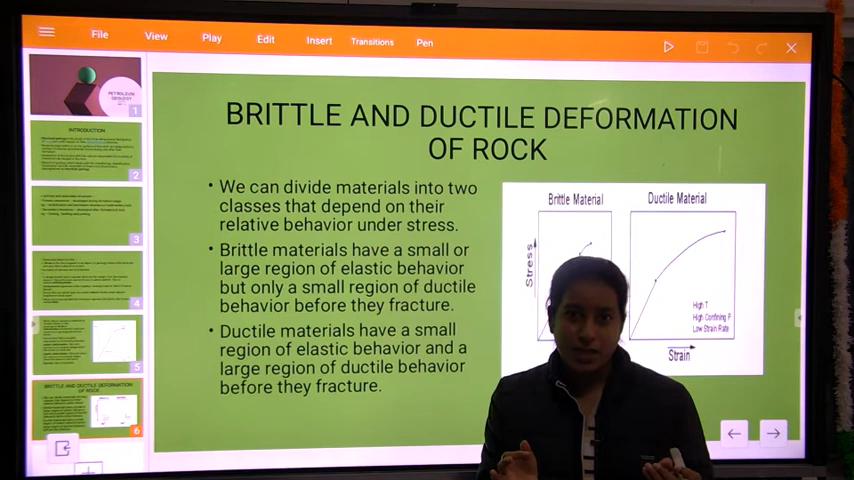 File View Play Edit Insert Transitions Pen
PETROLEUM
GEOLOGY
1
INTRODUCTION
2
3
4
5
BRITTLE AND DUCTILE DEFORMATION
OF ROCK
6
BRITTLE AND DUCTILE DEFORMATION
OF ROCK
• We can divide materials into two
classes that depend on their
relative behavior under stress.
• Brittle materials have a small or
large region of elastic behavior
but only a small region of ductile
behavior before they fracture.
• Ductile materials have a small
region of elastic behavior and a
large region of ductile behavior
before they fracture.
Brittle Material
Ductile Material
Stress
High T
High Confining P
Low Strain Rate
Strain